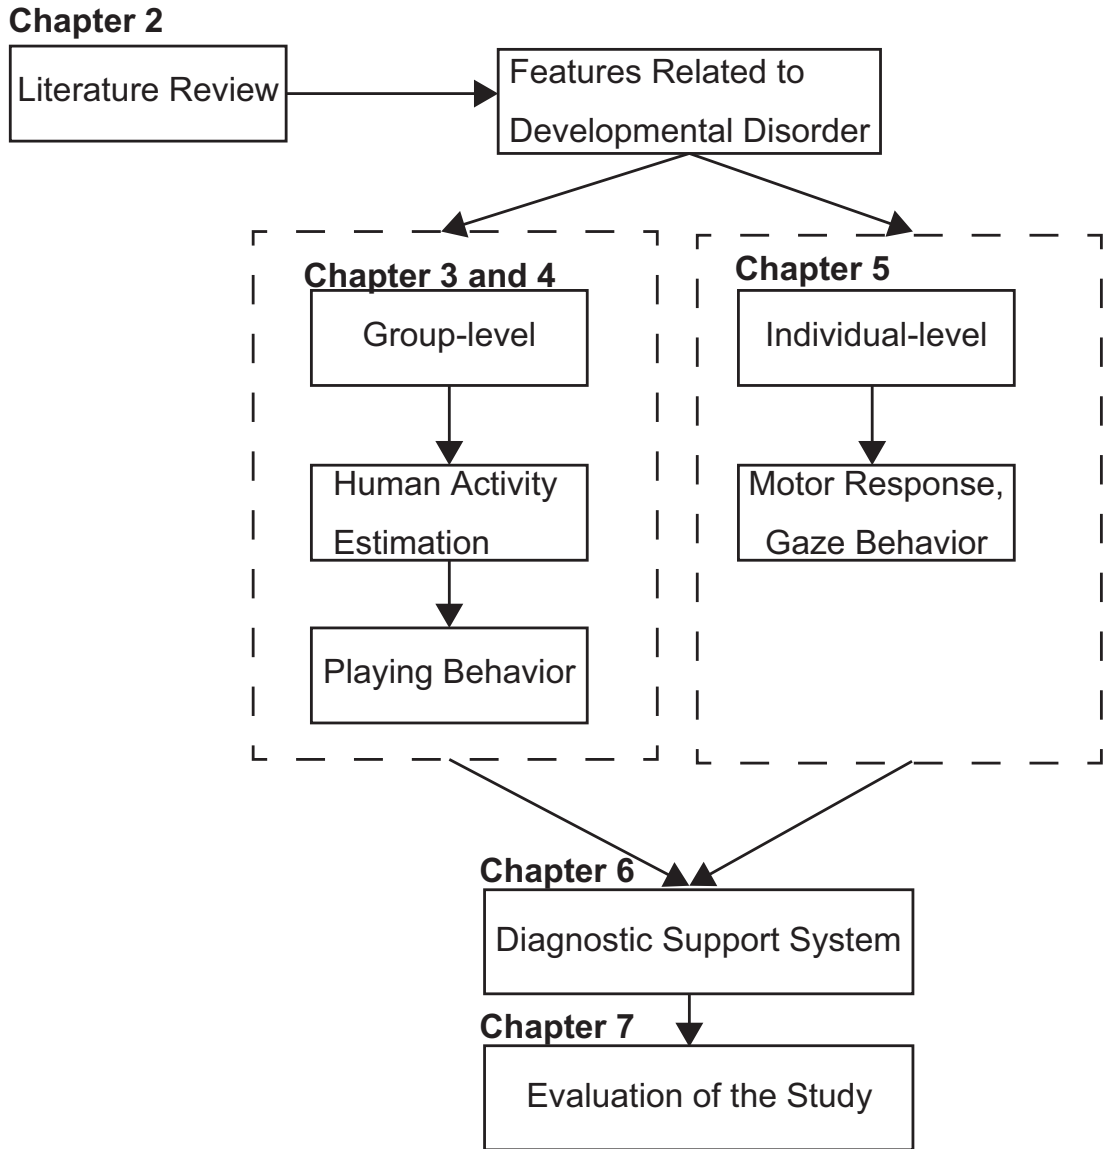 Chapter 2
Literature Review
Features Related to
Developmental Disorder
Chapter 3 and 4
Group-level
Human Activity
Estimation
Playing Behavior
Chapter 5
Individual-level
Motor Response,
Gaze Behavior
Chapter 6
Diagnostic Support System
Chapter 7
Evaluation of the Study